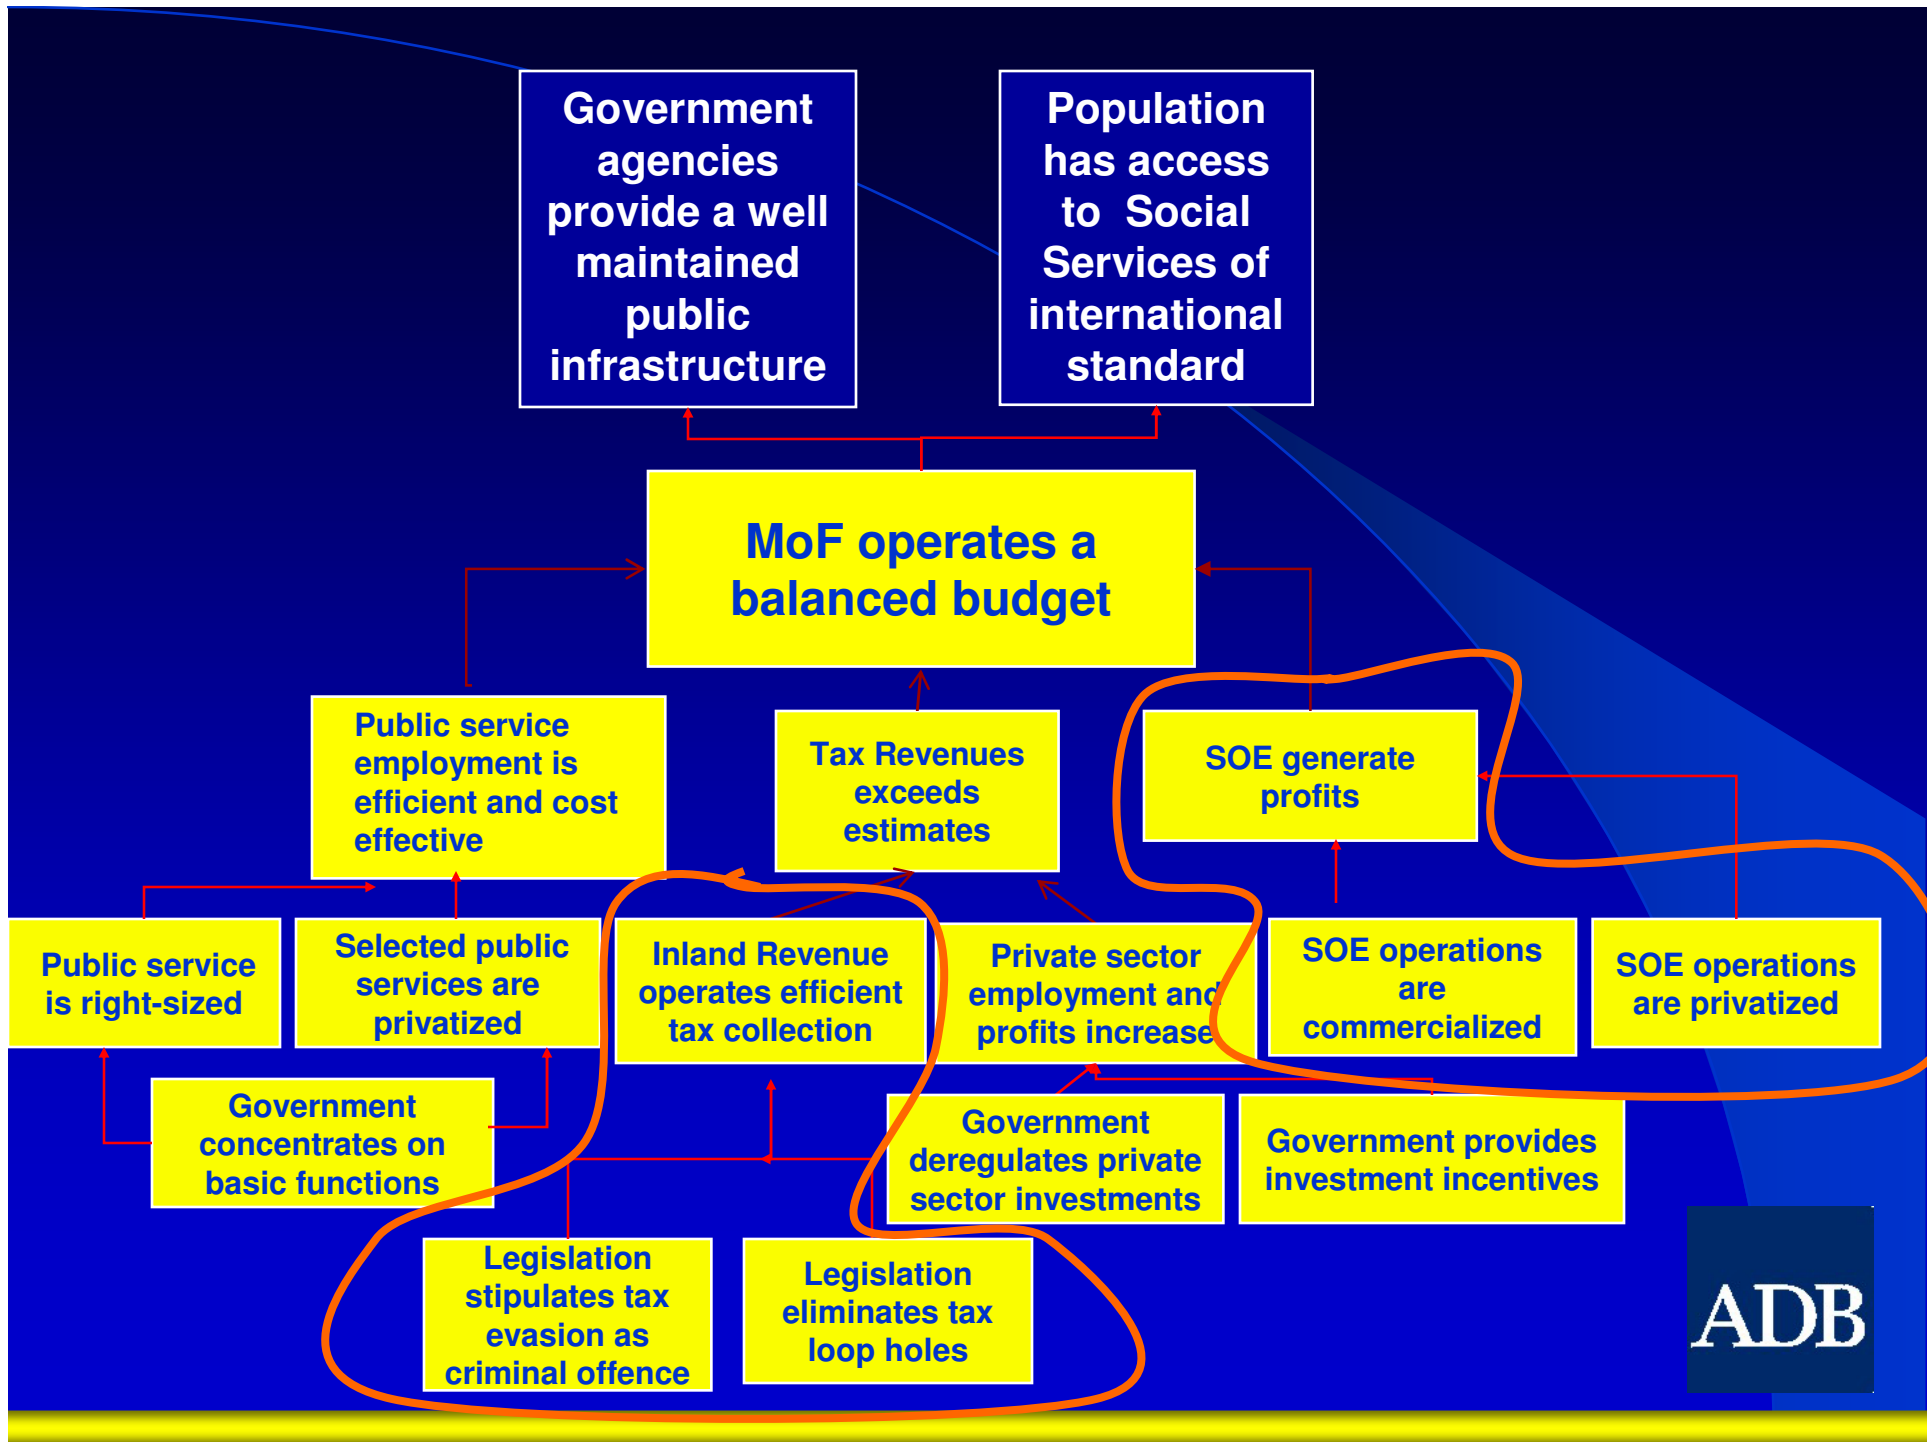 Government
agencies
provide a well
maintained
public
infrastructure
Population
has access
to Social
Services of
international
standard
MoF operates a
balanced budget
Public service
employment is
efficient and cost
effective
Tax Revenues
exceeds
estimates
SOE generate
profits
Public service
is right-sized
Selected public
services are
privatized
Inland Revenue
operates efficient
tax collection
Private sector
employment and
profits increase
SOE operations
are
commercialized
SOE operations
are privatized
Government
concentrates on
basic functions
Government
deregulates private
sector investments
Government provides
investment incentives
Legislation
stipulates tax
evasion as
criminal offence
Legislation
eliminates tax
loop holes
ADB